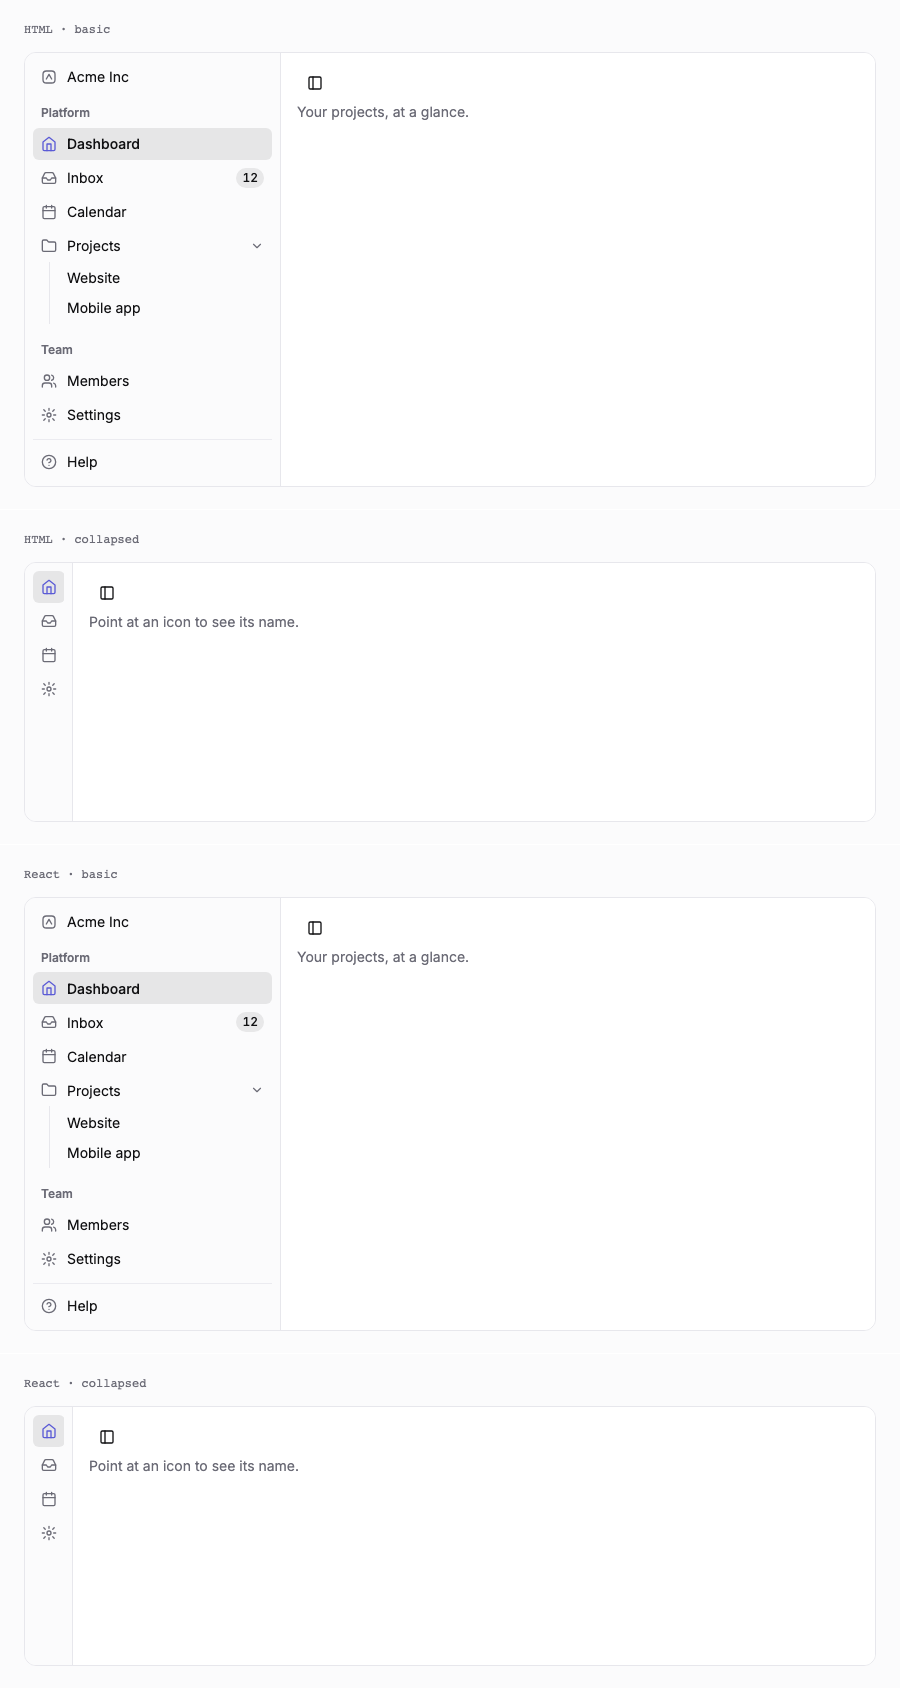 HTML · basic
Acme Inc
Platform
Dashboard
Inbox 12
Calendar
Projects
Website
Mobile app
Team
Members
Settings
Help
Your projects, at a glance.
HTML · collapsed
Point at an icon to see its name.
React · basic
Acme Inc
Platform
Dashboard
Inbox 12
Calendar
Projects
Website
Mobile app
Team
Members
Settings
Help
Your projects, at a glance.
React · collapsed
Point at an icon to see its name.